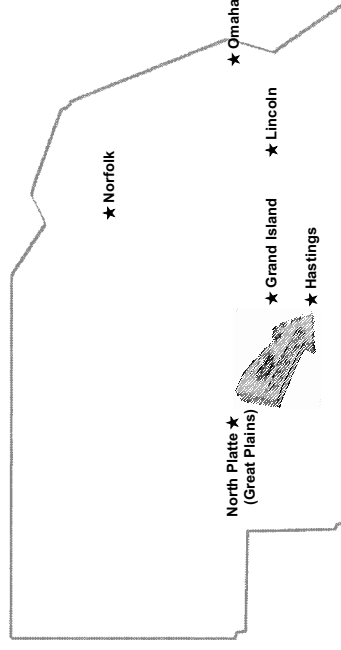 Omaha
Lincoln
Norfolk
Grand Island
Hastings
North Platte
(Great Plains)